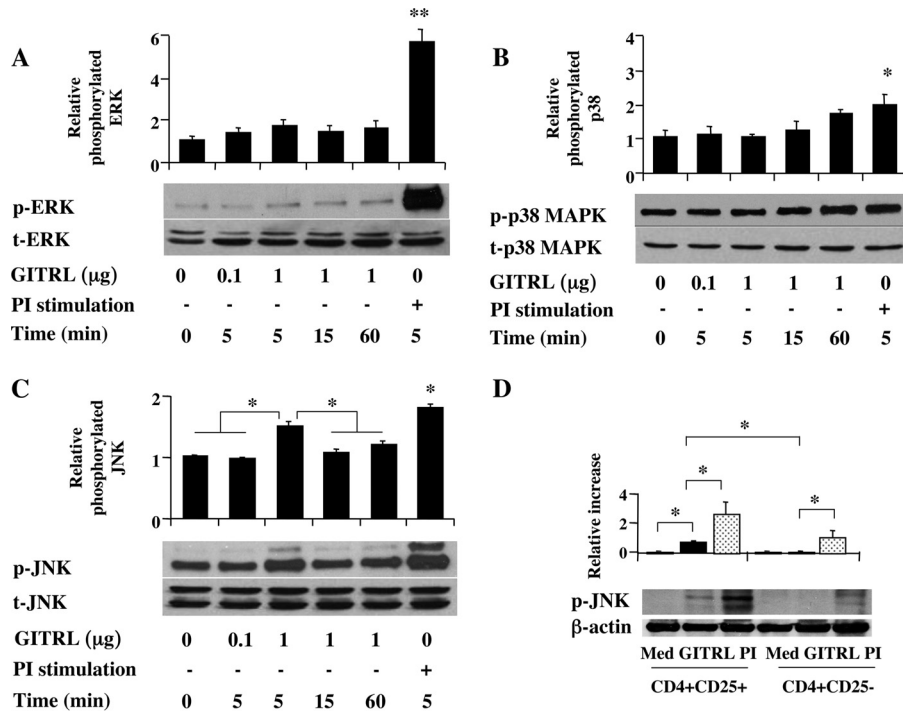 A
Relative phosphorylated ERK
6
4
2
0
**
p-ERK
t-ERK
GITRL (μg) 0 0.1 1 1 1 0
PI stimulation - - - - - +
Time (min) 0 5 5 15 60 5
B
Relative phosphorylated p38
4
3
2
1
0
*
p-p38 MAPK
t-p38 MAPK
GITRL (μg) 0 0.1 1 1 1 0
PI stimulation - - - - - +
Time (min) 0 5 5 15 60 5
C
Relative phosphorylated JNK
2
1
0
* * *
p-JNK
t-JNK
GITRL (μg) 0 0.1 1 1 1 0
PI stimulation - - - - - +
Time (min) 0 5 5 15 60 5
D
Relative increase
4
2
0
*
*
* *
p-JNK
β-actin
Med GITRL PI Med GITRL PI
CD4+CD25+ CD4+CD25-